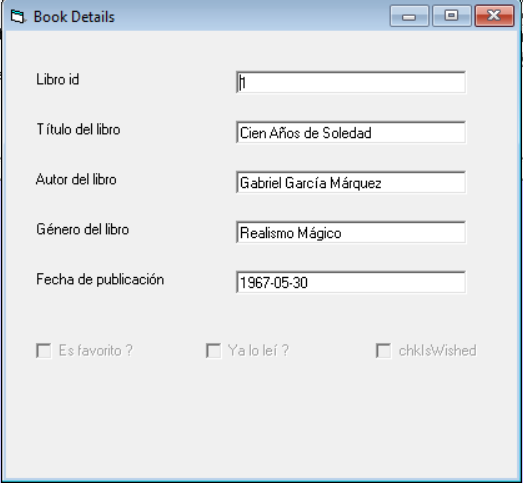 Book Details
Libro id 1
Título del libro Cien Años de Soledad
Autor del libro Gabriel García Márquez
Género del libro Realismo Mágico
Fecha de publicación 1967-05-30
Es favorito ? Ya lo leí ? chkIsWished